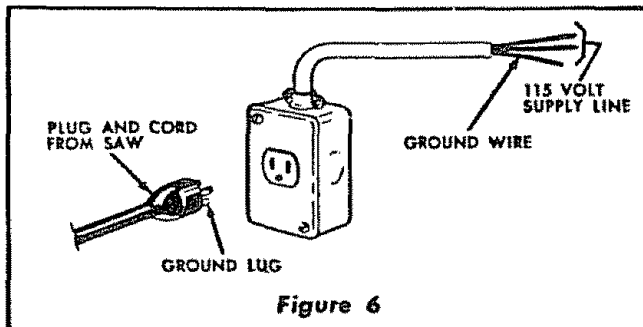 115 VOLT
SUPPLY LINE
PLUG AND CORD
FROM SAW
GROUND WIRE
GROUND LUG
Figure 6